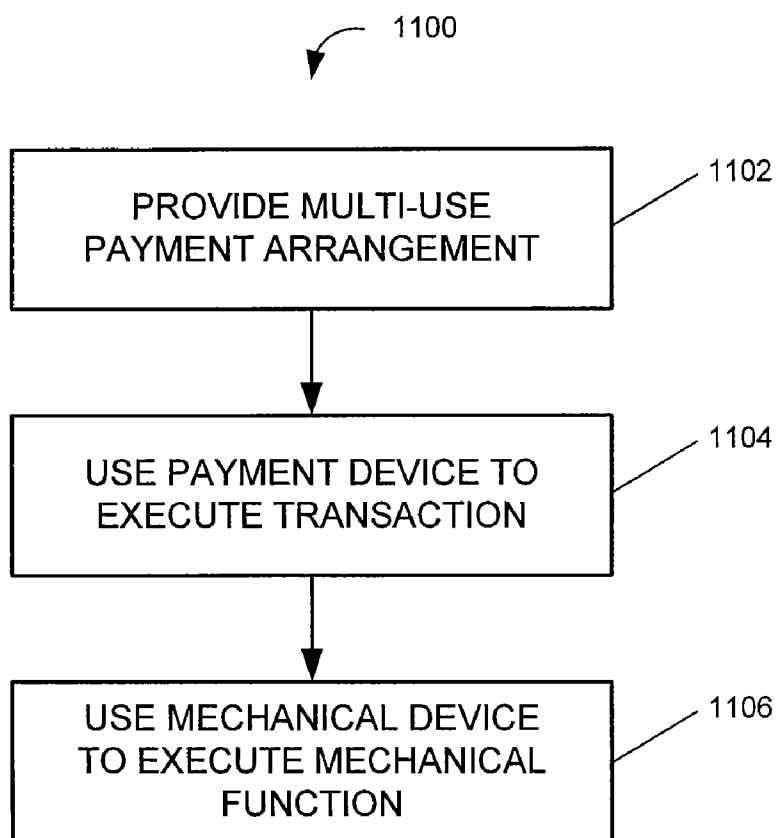 1100
PROVIDE MULTI-USE
PAYMENT ARRANGEMENT
1102
USE PAYMENT DEVICE TO
EXECUTE TRANSACTION
1104
USE MECHANICAL DEVICE
TO EXECUTE MECHANICAL
FUNCTION
1106